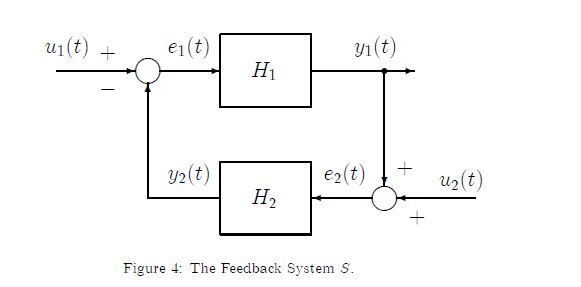 u₁(t) + e₁(t) y₁(t)
H₁
−
y₂(t) e₂(t) + u₂(t)
H₂
+
Figure 4: The Feedback System S.